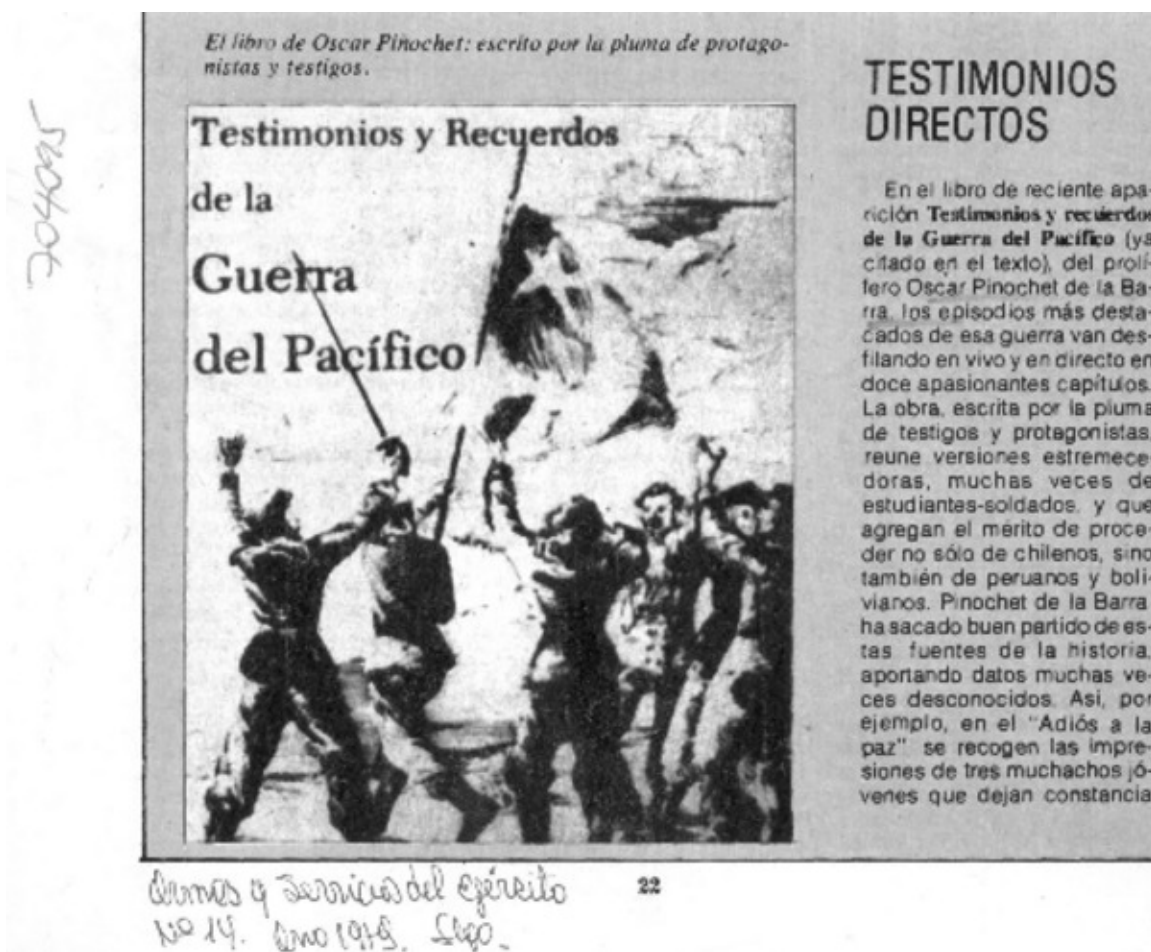 El libro de Oscar Pinochet: escrito por la pluma de protago-
nistas y testigos.
Testimonios y Recuerdos
de la
Guerra
del Pacífico
TESTIMONIOS
DIRECTOS
En el libro de reciente apa-
rición Testimonios y recuerdos
de la Guerra del Pacífico (ya
citado en el texto), del prolí-
fero Oscar Pinochet de la Ba-
rra, los episodios más desta-
cados de esa guerra van des-
filando en vivo y en directo en
doce apasionantes capítulos.
La obra, escrita por la pluma
de testigos y protagonistas,
reune versiones estremece-
doras, muchas veces de
estudiantes-soldados, y que
agregan el mérito de proce-
der no sólo de chilenos, sino
también de peruanos y boli-
vianos. Pinochet de la Barra
ha sacado buen partido de es-
tas fuentes de la historia,
aportando datos muchas ve-
ces desconocidos. Así, por
ejemplo, en el "Adiós a la
paz" se recogen las impre-
siones de tres muchachos jó-
venes que dejan constancia
22
Armas y Servicios del Ejército
Nº 14. Año 1979. Stgo.
704095